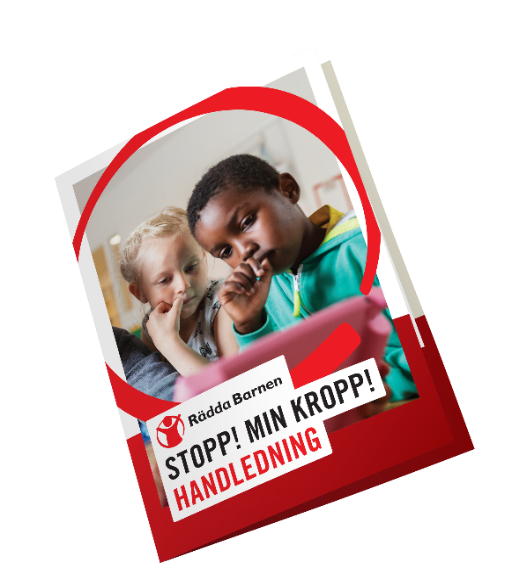 Rädda Barnen
STOPP! MIN KROPP!
HANDLEDNING